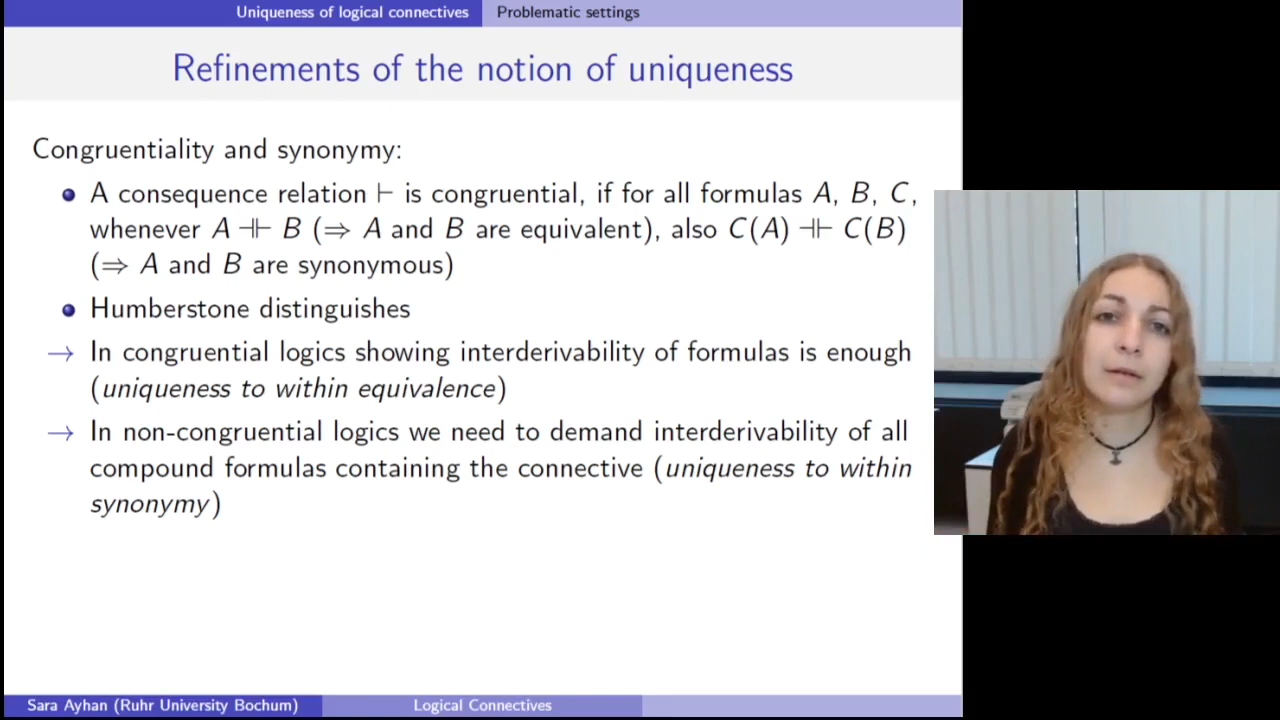 Uniqueness of logical connectives Problematic settings
Refinements of the notion of uniqueness
Congruentiality and synonymy:
A consequence relation ⊢ is congruential, if for all formulas A, B, C,
whenever A ⊣⊢ B (⇒ A and B are equivalent), also C(A) ⊣⊢ C(B)
(⇒ A and B are synonymous)
Humberstone distinguishes
→ In congruential logics showing interderivability of formulas is enough
(uniqueness to within equivalence)
→ In non-congruential logics we need to demand interderivability of all
compound formulas containing the connective (uniqueness to within
synonymy)
Sara Ayhan (Ruhr University Bochum) Logical Connectives